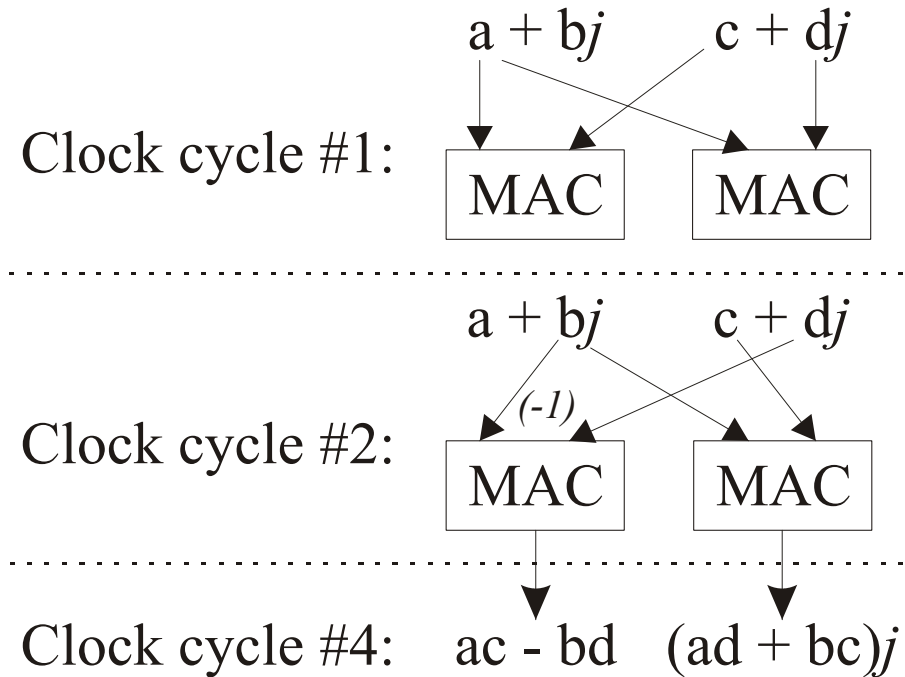 a + bj c + dj
Clock cycle #1:
MAC MAC
a + bj c + dj
(-1)
Clock cycle #2:
MAC MAC
Clock cycle #4: ac - bd (ad + bc)j